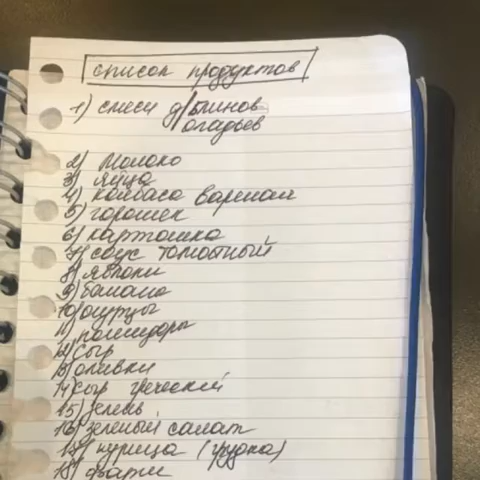 список продуктов
1) смеси д/блинов
оладьев
2) Молоко
3) яйца
4) колбаса вареная
5) горошек
6) картошка
7) соус томатный
8) яблоки
9) бананы
10) огурцы
11) помидоры
12) сыр
13) оливки
14) сыр греческий
15) зелень
16) зеленый салат
17) курица (грудка)
18)